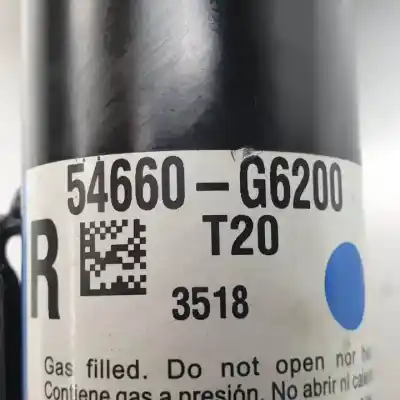 54660-G6200
R
T20
3518
Gas filled. Do not open nor
Contiene gas a presión. No abrir ni